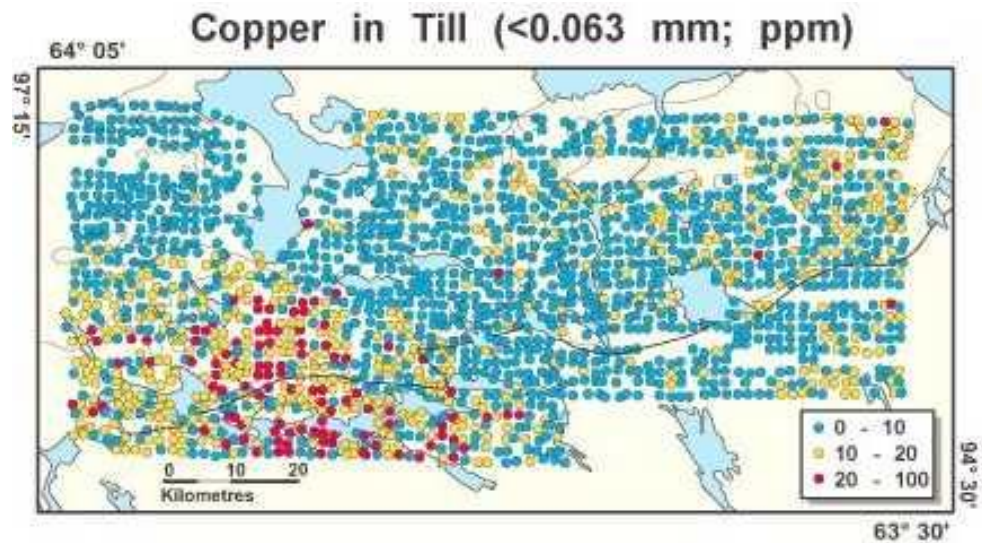 Copper in Till (<0.063 mm; ppm)
64° 05'
97° 15'
0 - 10
10 - 20
20 - 100
0 10 20
Kilometres
94° 30'
63° 30'